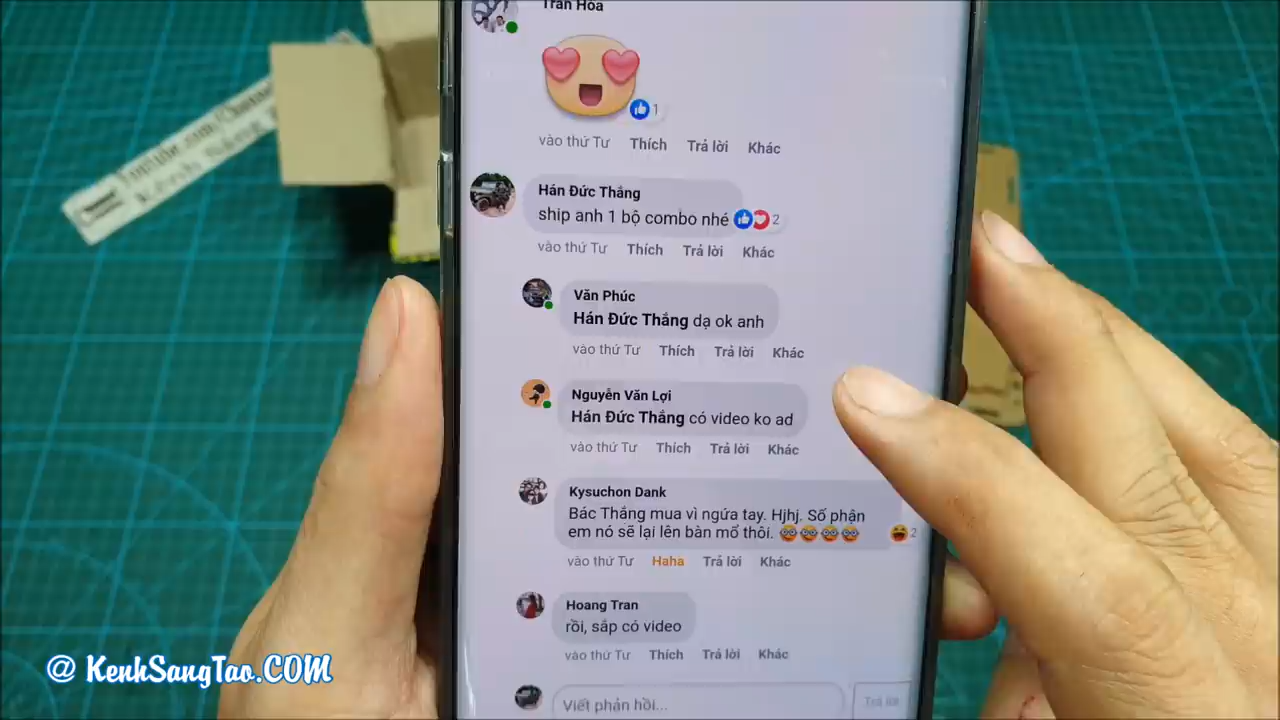 Trần Hòa
1
vào thứ Tư Thích Trả lời Khác
Hán Đức Thắng
ship anh 1 bộ combo nhé 2
vào thứ Tư Thích Trả lời Khác
Văn Phúc
Hán Đức Thắng dạ ok anh
vào thứ Tư Thích Trả lời Khác
Nguyễn Văn Lợi
Hán Đức Thắng có video ko ad
vào thứ Tư Thích Trả lời Khác
Kysuchon Dank
Bác Thắng mua vì ngứa tay. Hjhj. Số phận
em nó sẽ lại lên bàn mổ thôi. 🤓🤓🤓🤓 2
vào thứ Tư Haha Trả lời Khác
Hoang Tran
rồi, sắp có video
vào thứ Tư Thích Trả lời Khác
Viết phản hồi...
Trả lời
@ KenhSangTao.COM